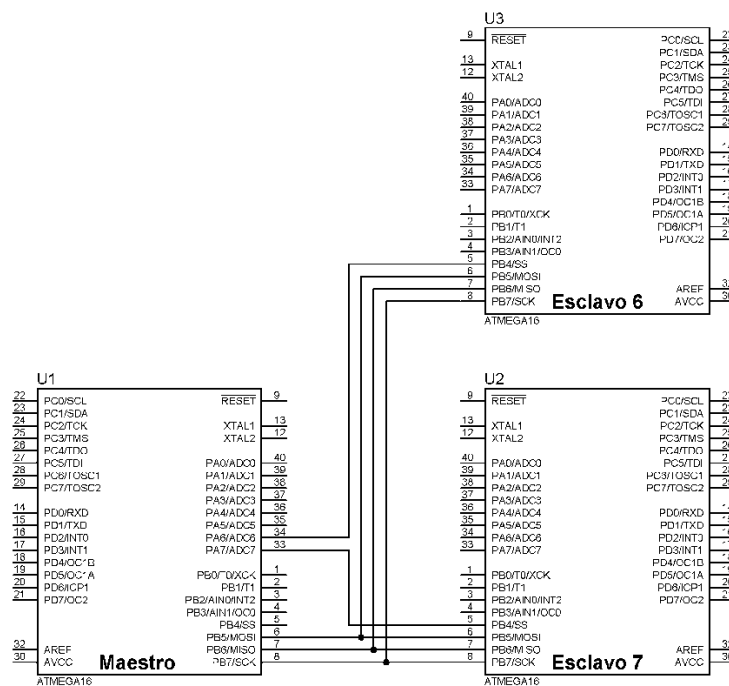 U3
9 RESET PC0/SCL
PC1/SDA
13 XTAL1 PC2/TCK
12 XTAL2 PC3/TMS
PC4/TDO
40 PA0/ADC0 PC5/TDI
39 PA1/ADC1 PC6/TOSC1
38 PA2/ADC2 PC7/TOSC2
37 PA3/ADC3
36 PA4/ADC4 PD0/RXD
35 PA5/ADC5 PD1/TXD
34 PA6/ADC6 PD2/INT0
33 PA7/ADC7 PD3/INT1
PD4/OC1B
1 PB0/T0/XCK PD5/OC1A
2 PB1/T1 PD6/ICP1
3 PB2/AIN0/INT2 PD7/OC2
4 PB3/AIN1/OC0
5 PB4/SS
6 PB5/MOSI
7 PB6/MISO AREF
8 PB7/SCK Esclavo 6 AVCC
ATMEGA16
U1
22 PC0/SCL RESET 9
23 PC1/SDA
24 PC2/TCK XTAL1 13
25 PC3/TMS XTAL2 12
26 PC4/TDO
27 PC5/TDI PA0/ADC0 40
28 PC6/TOSC1 PA1/ADC1 39
29 PC7/TOSC2 PA2/ADC2 38
PA3/ADC3 37
14 PD0/RXD PA4/ADC4 36
15 PD1/TXD PA5/ADC5 35
16 PD2/INT0 PA6/ADC6 34
17 PD3/INT1 PA7/ADC7 33
18 PD4/OC1B
19 PD5/OC1A PB0/T0/XCK 1
20 PD6/ICP1 PB1/T1 2
21 PD7/OC2 PB2/AIN0/INT2 3
PB3/AIN1/OC0 4
PB4/SS 5
PB5/MOSI 6
32 AREF PB6/MISO 7
30 AVCC Maestro PB7/SCK 8
ATMEGA16
U2
9 RESET PC0/SCL
PC1/SDA
13 XTAL1 PC2/TCK
12 XTAL2 PC3/TMS
PC4/TDO
40 PA0/ADC0 PC5/TDI
39 PA1/ADC1 PC6/TOSC1
38 PA2/ADC2 PC7/TOSC2
37 PA3/ADC3
36 PA4/ADC4 PD0/RXD
35 PA5/ADC5 PD1/TXD
34 PA6/ADC6 PD2/INT0
33 PA7/ADC7 PD3/INT1
PD4/OC1B
1 PB0/T0/XCK PD5/OC1A
2 PB1/T1 PD6/ICP1
3 PB2/AIN0/INT2 PD7/OC2
4 PB3/AIN1/OC0
5 PB4/SS
6 PB5/MOSI
7 PB6/MISO AREF
8 PB7/SCK Esclavo 7 AVCC
ATMEGA16